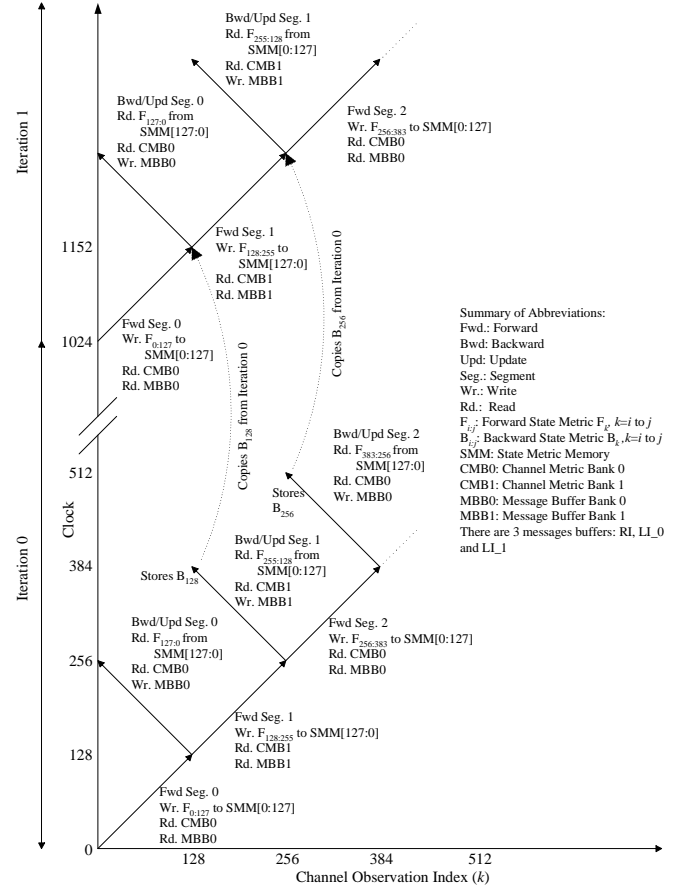 Bwd/Upd Seg. 1
Rd. F255:128 from
SMM[0:127]
Rd. CMB1
Wr. MBB1
Bwd/Upd Seg. 0
Rd. F127:0 from
SMM[127:0]
Rd. CMB0
Wr. MBB0
Fwd Seg. 2
Wr. F256:383 to SMM[0:127]
Rd. CMB0
Rd. MBB0
Iteration 1
1152
Fwd Seg. 1
Wr. F128:255 to
SMM[127:0]
Rd. CMB1
Rd. MBB1
1024
Fwd Seg. 0
Wr. F0:127 to
SMM[0:127]
Rd. CMB0
Rd. MBB0
Copies B128 from Iteration 0
Copies B256 from Iteration 0
Summary of Abbreviations:
Fwd.: Forward
Bwd: Backward
Upd: Update
Seg.: Segment
Wr.: Write
Rd.: Read
Fi:j: Forward State Metric Fk, k=i to j
Bi:j: Backward State Metric Bk, k=i to j
SMM: State Metric Memory
CMB0: Channel Metric Bank 0
CMB1: Channel Metric Bank 1
MBB0: Message Buffer Bank 0
MBB1: Message Buffer Bank 1
There are 3 messages buffers: RI, LI_0
and LI_1
Bwd/Upd Seg. 2
Rd. F383:256 from
SMM[127:0]
Rd. CMB0
Wr. MBB0
512
Stores
B256
Clock
Bwd/Upd Seg. 1
Rd. F255:128 from
SMM[0:127]
Rd. CMB1
Wr. MBB1
384
Stores B128
Iteration 0
Bwd/Upd Seg. 0
Rd. F127:0 from
SMM[127:0]
Rd. CMB0
Wr. MBB0
Fwd Seg. 2
Wr. F256:383 to SMM[0:127]
Rd. CMB0
Rd. MBB0
256
Fwd Seg. 1
Wr. F128:255 to SMM[127:0]
Rd. CMB1
Rd. MBB1
128
Fwd Seg. 0
Wr. F0:127 to SMM[0:127]
Rd. CMB0
Rd. MBB0
0
128 256 384 512
Channel Observation Index (k)